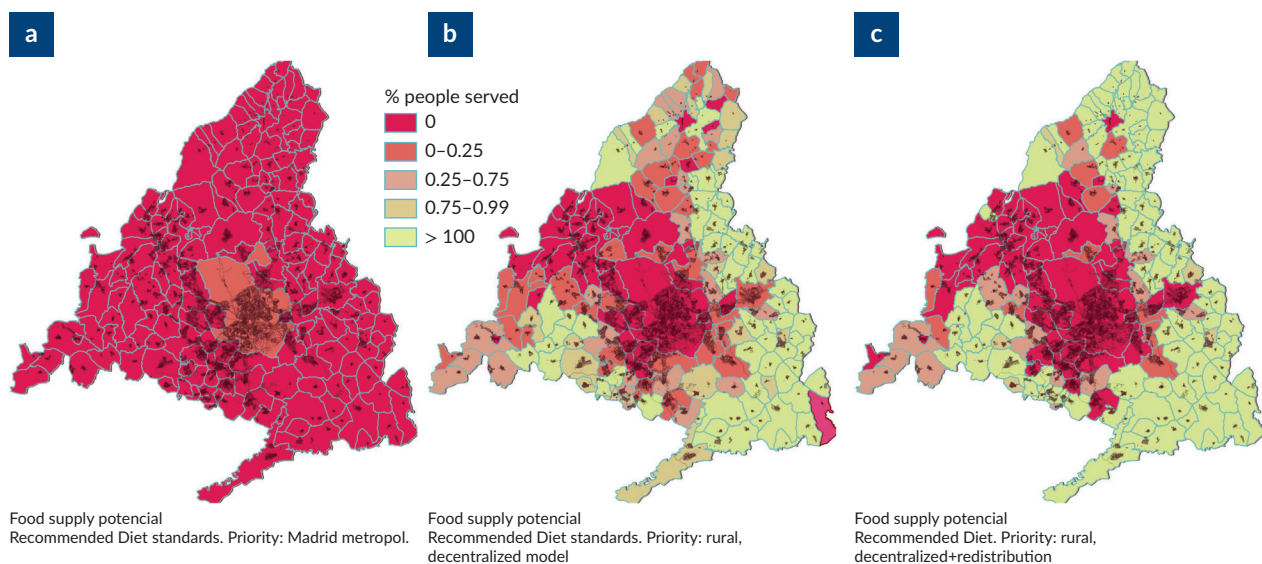 a
b
c
% people served
0
0–0.25
0.25–0.75
0.75–0.99
> 100
Food supply potencial
Recommended Diet standards. Priority: Madrid metropol.
Food supply potencial
Recommended Diet standards. Priority: rural,
decentralized model
Food supply potencial
Recommended Diet. Priority: rural,
decentralized+redistribution